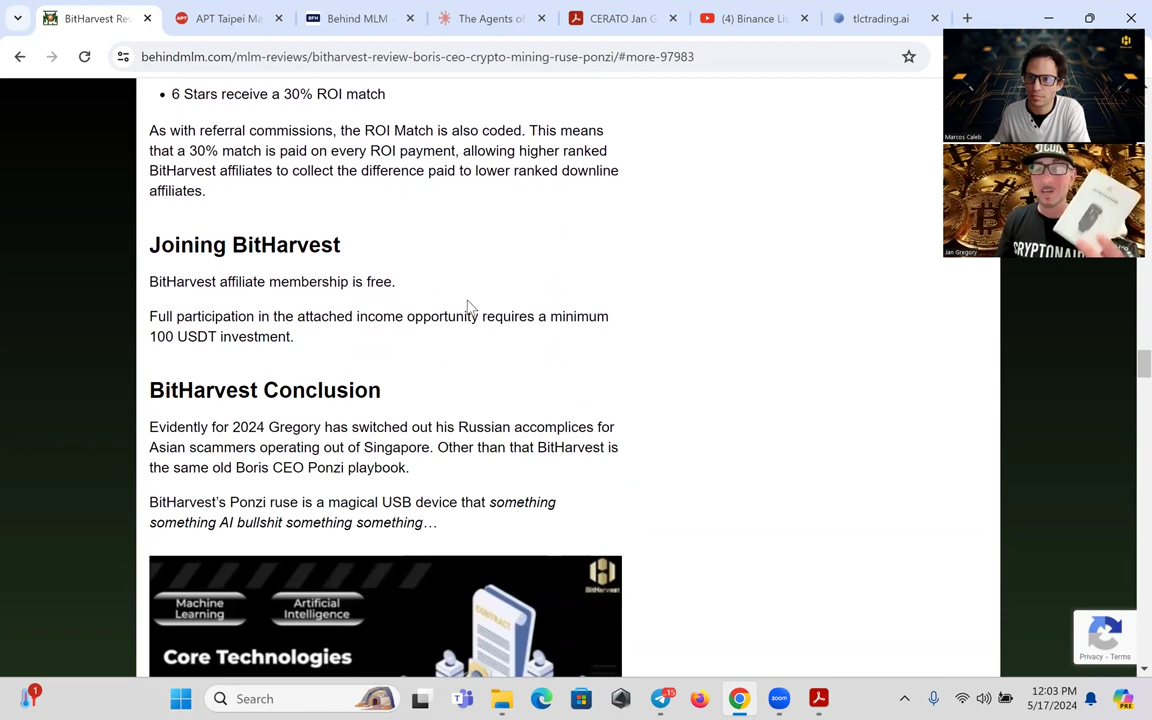 BitHarvest Re
APT Taipei Ma
Behind MLM -
The Agents of
CERATO Jan G
(4) Binance Li
tlctrading.ai
behindmlm.com/mlm-reviews/bitharvest-review-boris-ceo-crypto-mining-ruse-ponzi/#more-97983
• 6 Stars receive a 30% ROI match
As with referral commissions, the ROI Match is also coded. This means
that a 30% match is paid on every ROI payment, allowing higher ranked
BitHarvest affiliates to collect the difference paid to lower ranked downline
affiliates.
Joining BitHarvest
BitHarvest affiliate membership is free.
Full participation in the attached income opportunity requires a minimum
100 USDT investment.
BitHarvest Conclusion
Evidently for 2024 Gregory has switched out his Russian accomplices for
Asian scammers operating out of Singapore. Other than that BitHarvest is
the same old Boris CEO Ponzi playbook.
BitHarvest's Ponzi ruse is a magical USB device that something
something AI bullshit something something…
BitHarvest
Machine
Learning
Artificial
Intelligence
Core Technologies
CONTRACT
Marcos Caleb
CRYPTONAI
Jan Gregory
Privacy - Terms
1
Search
15
zoom
12:03 PM
5/17/2024
PRE